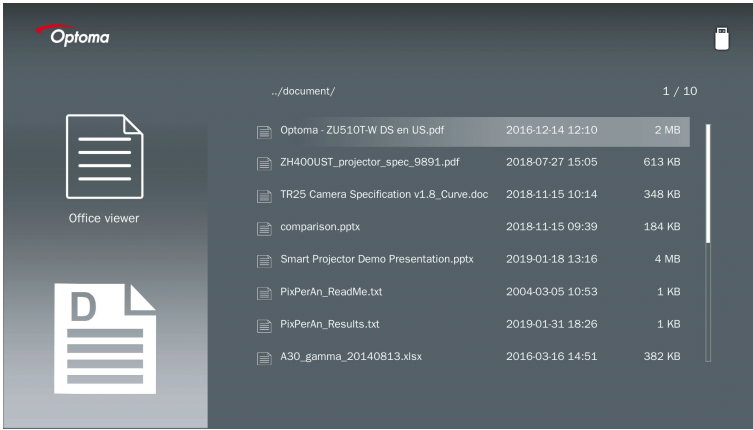 Optoma
../document/ 1 / 10
Optoma - ZU510T-W DS en US.pdf 2016-12-14 12:10 2 MB
ZH400UST_projector_spec_9891.pdf 2018-07-27 15:05 613 KB
TR25 Camera Specification v1.8_Curve.doc 2018-11-15 10:14 348 KB
Office viewer
comparison.pptx 2018-11-15 09:39 184 KB
Smart Projector Demo Presentation.pptx 2019-01-18 13:16 4 MB
PixPerAn_ReadMe.txt 2004-03-05 10:53 1 KB
D
PixPerAn_Results.txt 2019-01-31 18:26 1 KB
A30_gamma_20140813.xlsx 2016-03-16 14:51 382 KB